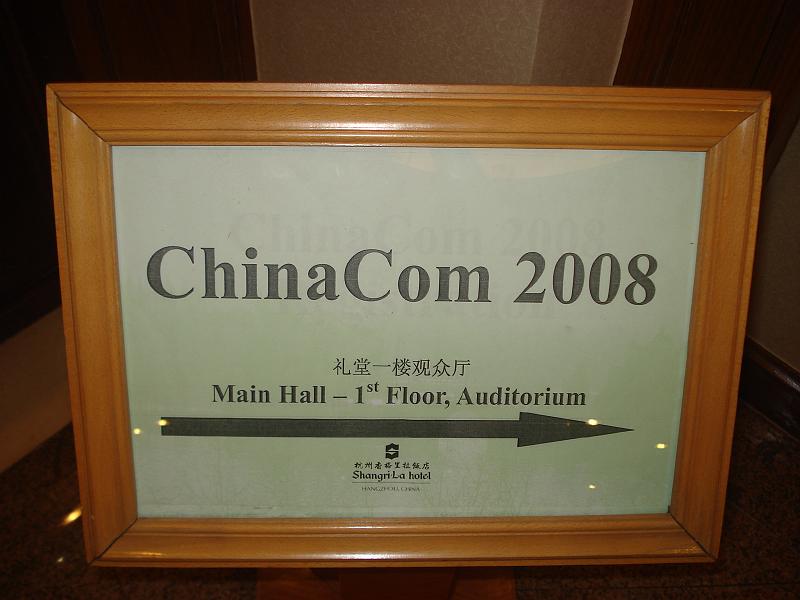 ChinaCom 2008
礼堂一楼观众厅
Main Hall – 1st Floor, Auditorium
杭州香格里拉饭店
Shangri-La hotel
HANGZHOU, CHINA